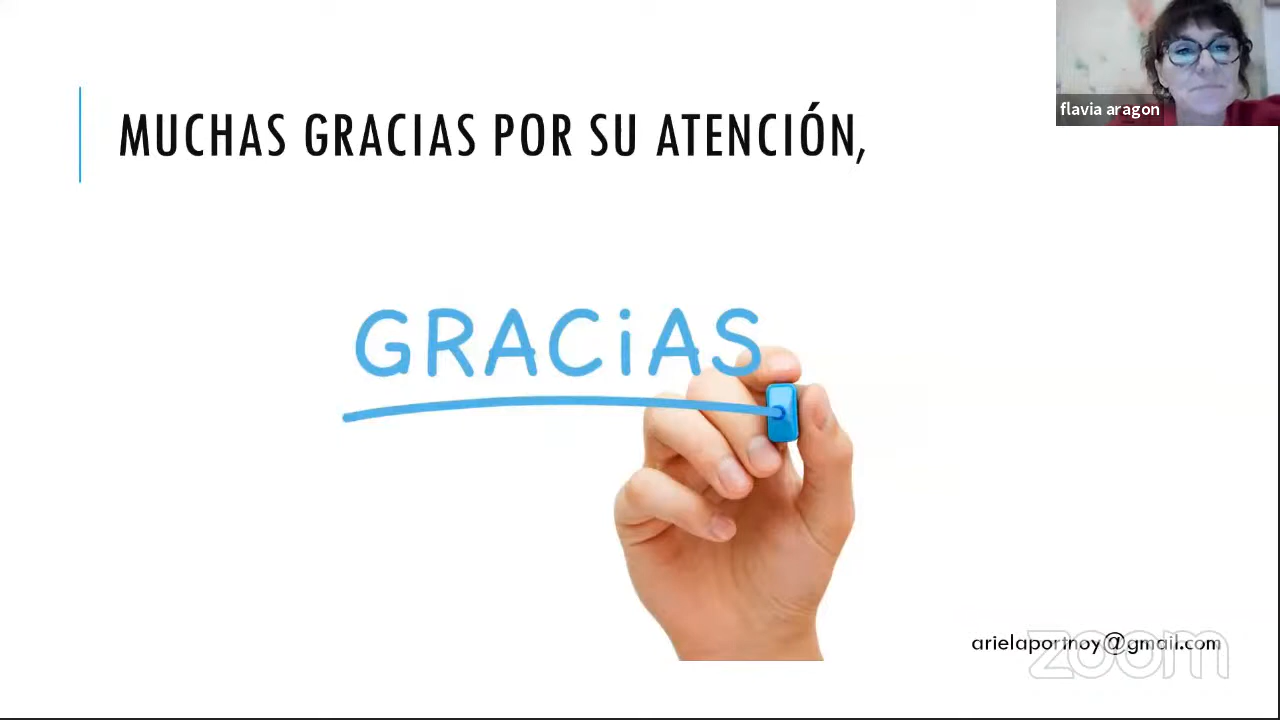 flavia aragon
MUCHAS GRACIAS POR SU ATENCIÓN,
GRACiAS
arielaportnoy@gmail.com
zoom